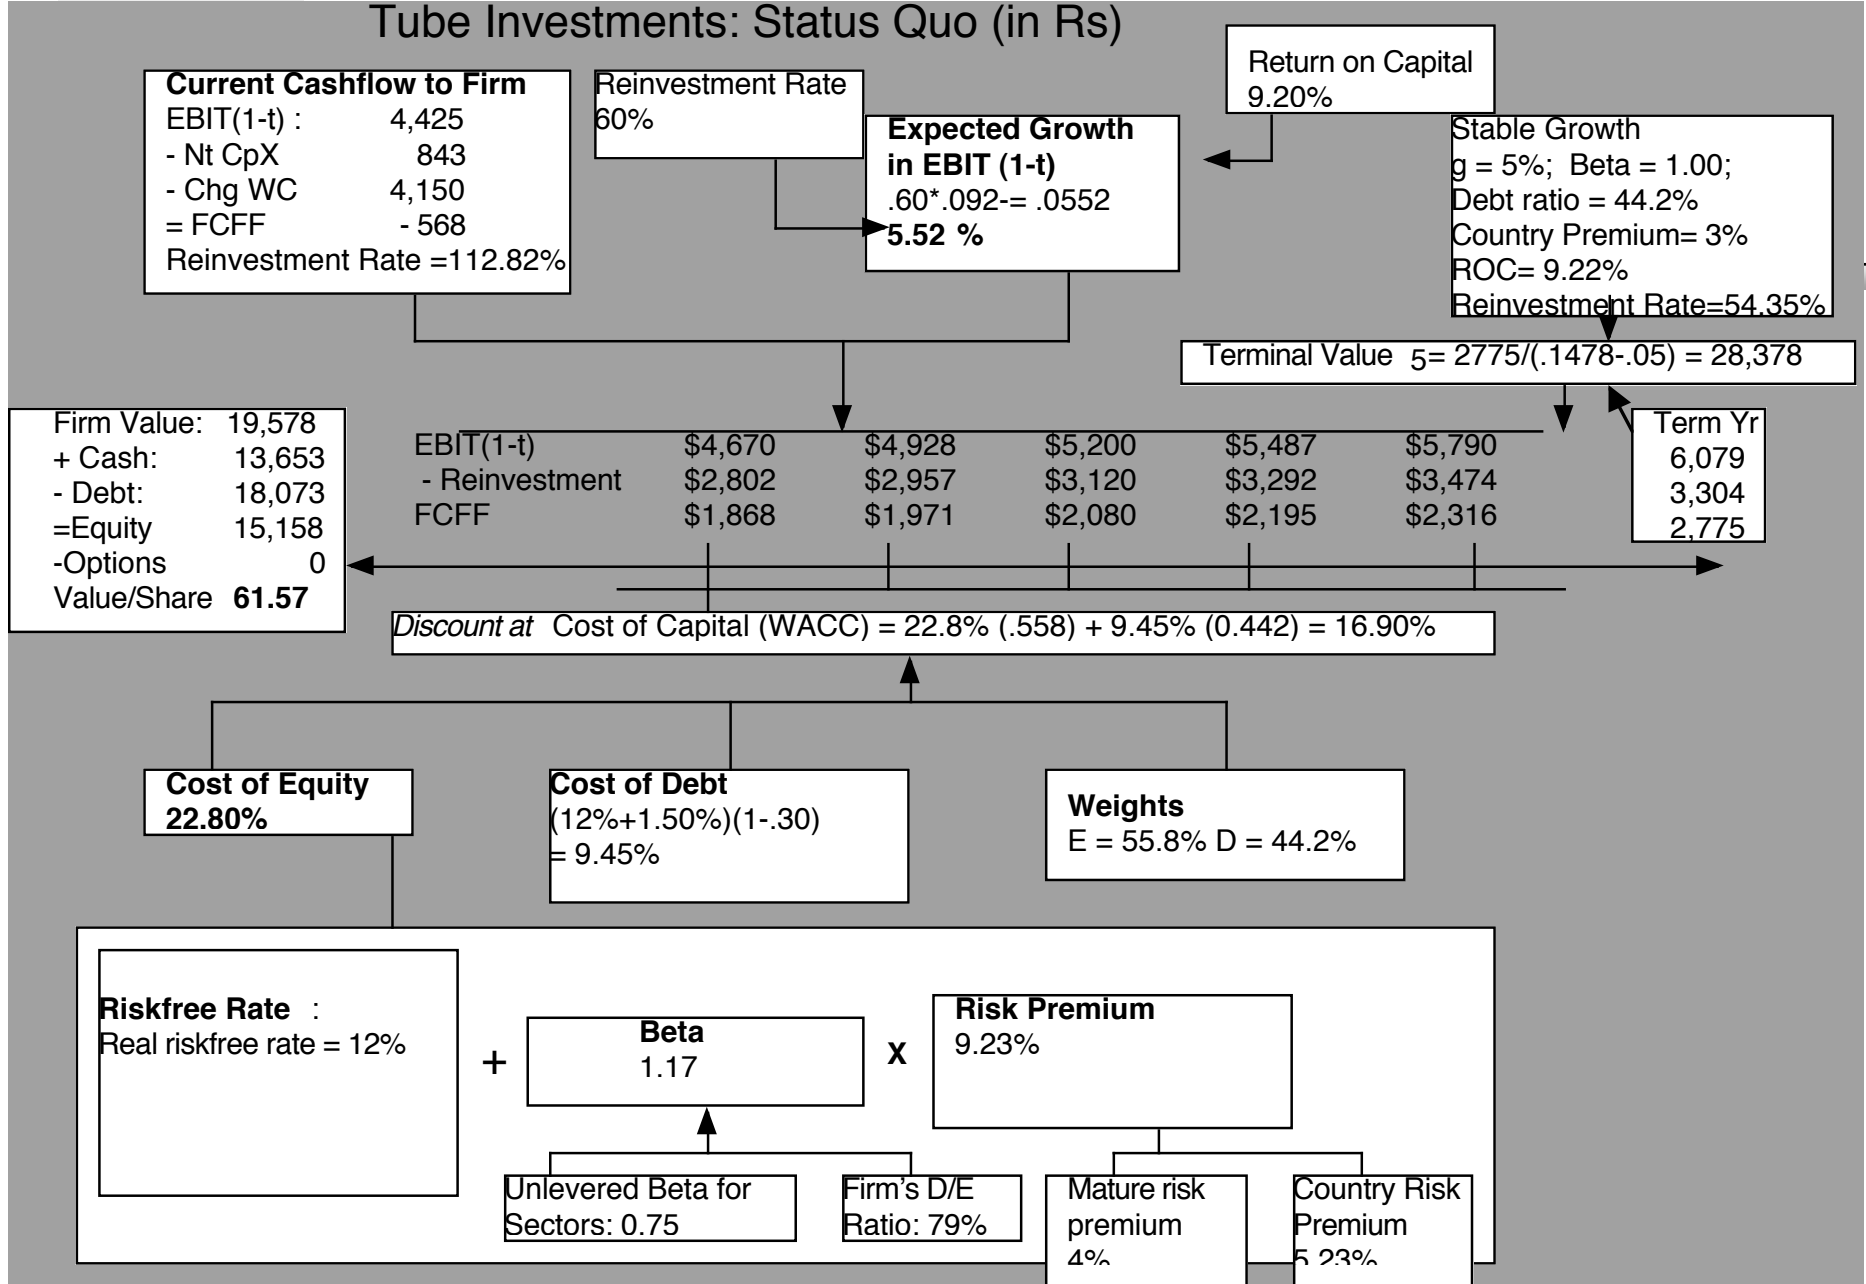 Tube Investments: Status Quo (in Rs)
Current Cashflow to Firm
EBIT(1-t) : 4,425
- Nt CpX 843
- Chg WC 4,150
= FCFF - 568
Reinvestment Rate =112.82%
Reinvestment Rate
60%
Expected Growth
in EBIT (1-t)
.60*.092-= .0552
5.52 %
Return on Capital
9.20%
Stable Growth
g = 5%; Beta = 1.00;
Debt ratio = 44.2%
Country Premium= 3%
ROC= 9.22%
Reinvestment Rate=54.35%
Terminal Value 5= 2775/(.1478-.05) = 28,378
Firm Value: 19,578
+ Cash: 13,653
- Debt: 18,073
=Equity 15,158
-Options 0
Value/Share 61.57
EBIT(1-t) $4,670 $4,928 $5,200 $5,487 $5,790
- Reinvestment $2,802 $2,957 $3,120 $3,292 $3,474
FCFF $1,868 $1,971 $2,080 $2,195 $2,316
Term Yr
6,079
3,304
2,775
Discount at Cost of Capital (WACC) = 22.8% (.558) + 9.45% (0.442) = 16.90%
Cost of Equity
22.80%
Cost of Debt
(12%+1.50%)(1-.30)
= 9.45%
Weights
E = 55.8% D = 44.2%
Riskfree Rate :
Real riskfree rate = 12%
+
Beta
1.17
X
Risk Premium
9.23%
Unlevered Beta for
Sectors: 0.75
Firm's D/E
Ratio: 79%
Mature risk
premium
4%
Country Risk
Premium
5.23%